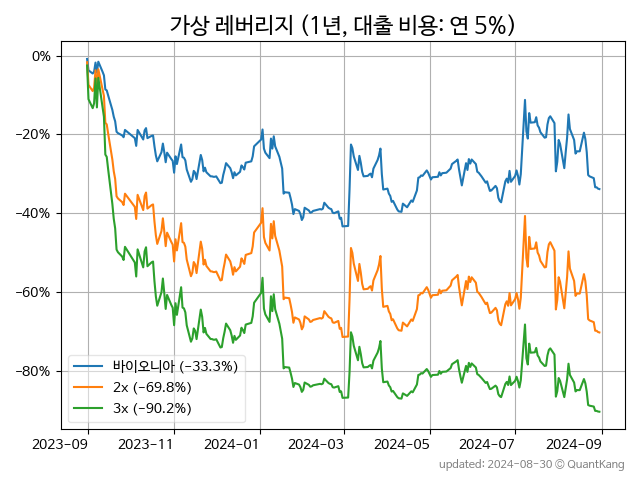 가상 레버리지 (1년, 대출 비용: 연 5%)
0%
−20%
−40%
−60%
−80%
바이오니아 (−33.3%)
2x (−69.8%)
3x (−90.2%)
2023-09 2023-11 2024-01 2024-03 2024-05 2024-07 2024-09
updated: 2024-08-30 © QuantKang